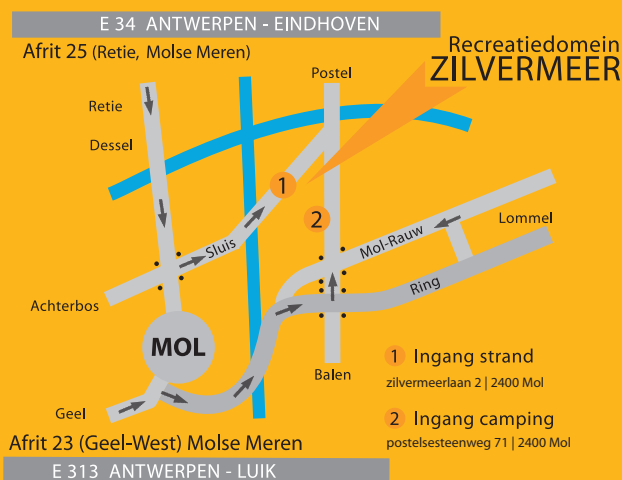 E 34 ANTWERPEN - EINDHOVEN
Afrit 25 (Retie, Molse Meren)
Recreatiedomein
ZILVERMEER
Postel
Retie
Dessel
1
2
Lommel
Sluis
Mol-Rauw
Ring
Achterbos
MOL
Balen
Geel
1 Ingang strand
zilvermeerlaan 2 | 2400 Mol
2 Ingang camping
postelsesteenweg 71 | 2400 Mol
Afrit 23 (Geel-West) Molse Meren
E 313 ANTWERPEN - LUIK